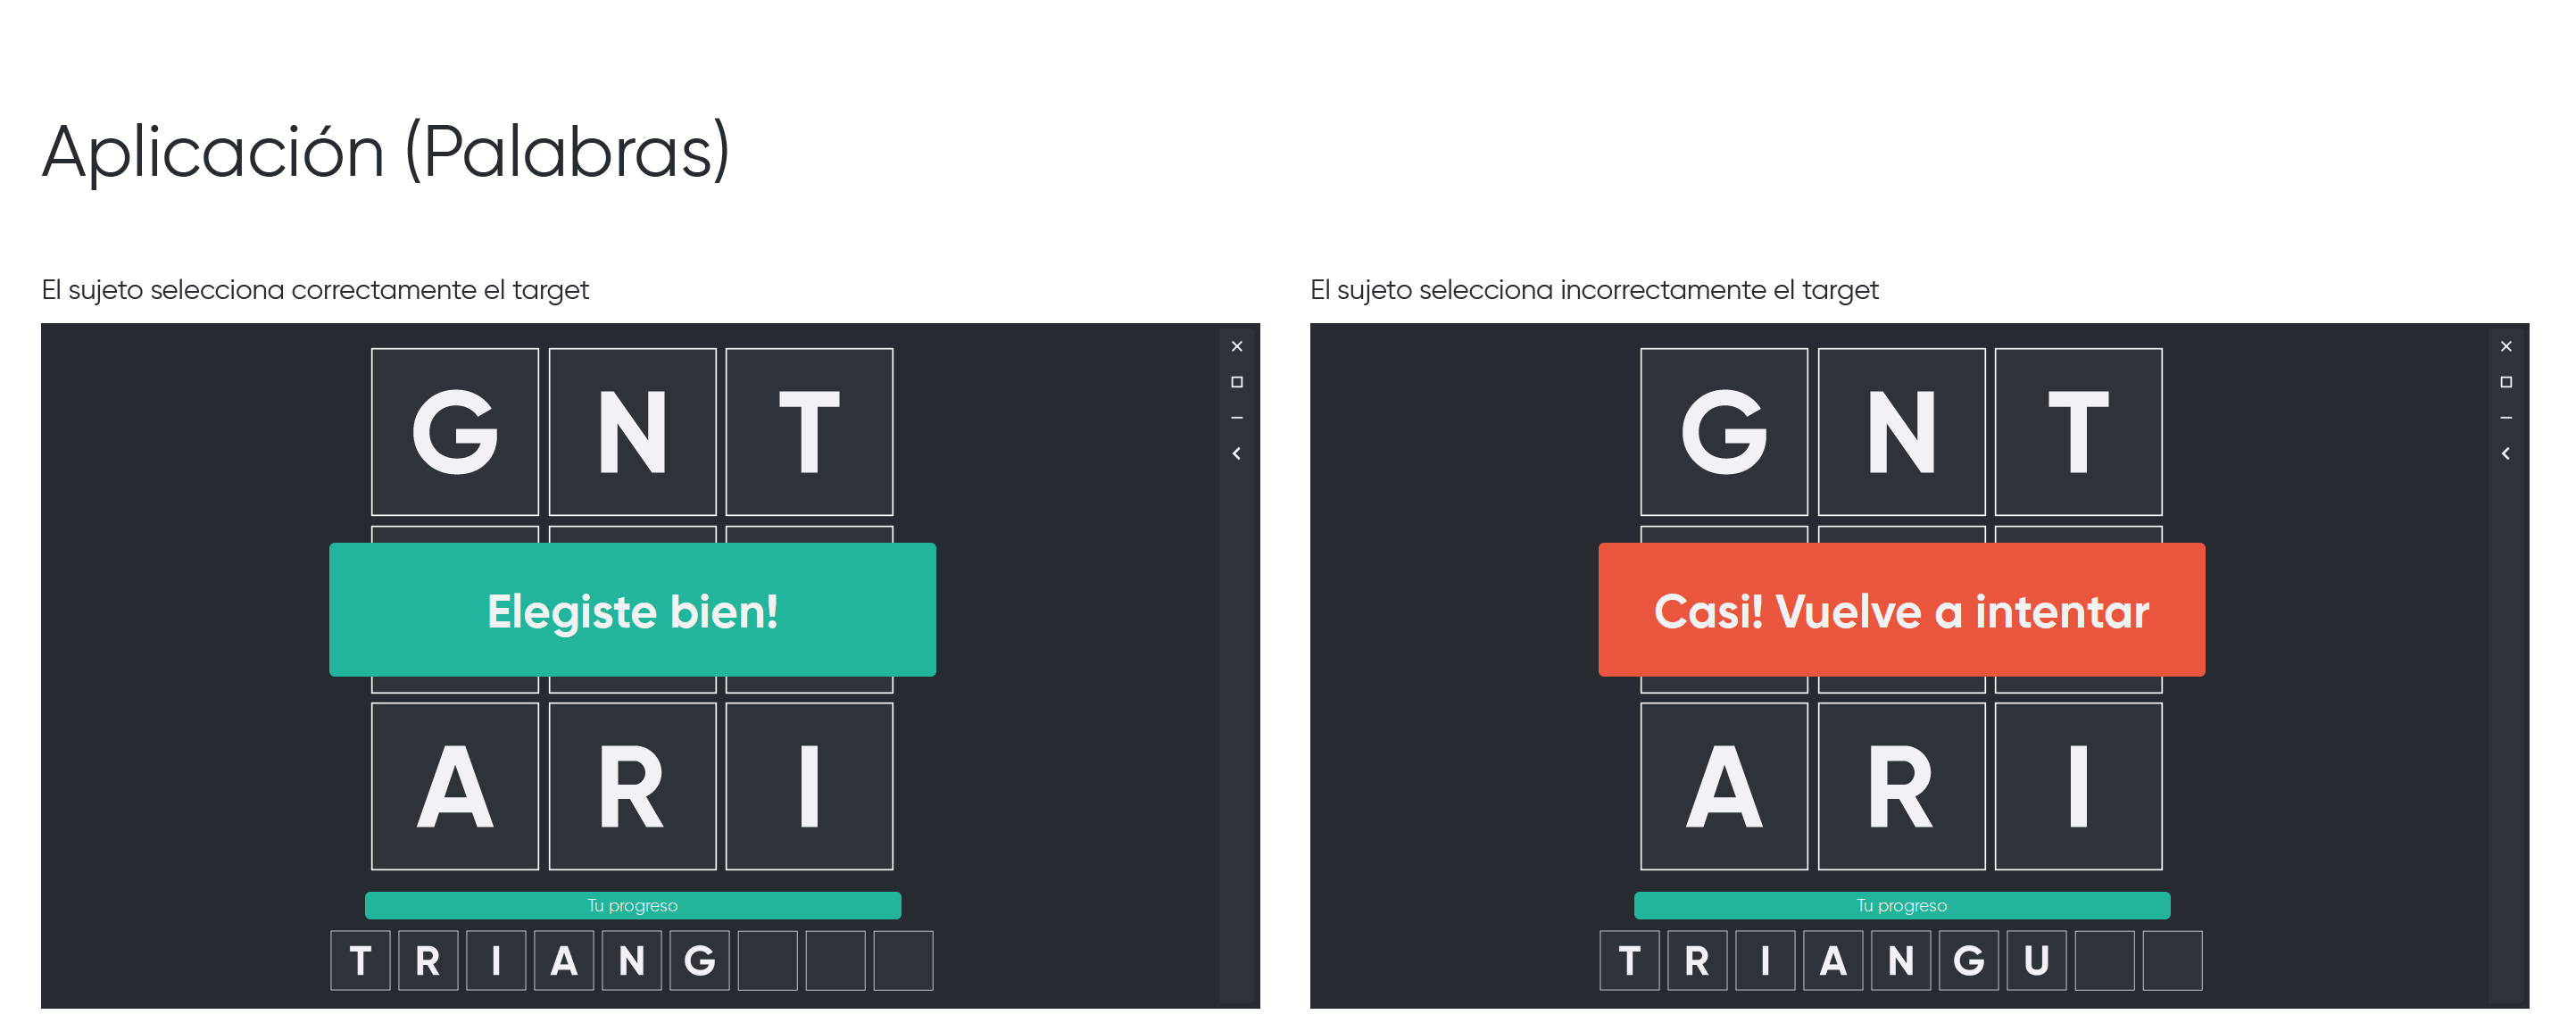 Aplicación (Palabras)
El sujeto selecciona correctamente el target
G N T
Elegiste bien!
A R I
Tu progreso
T R I A N G
El sujeto selecciona incorrectamente el target
G N T
Casi! Vuelve a intentar
A R I
Tu progreso
T R I A N G U